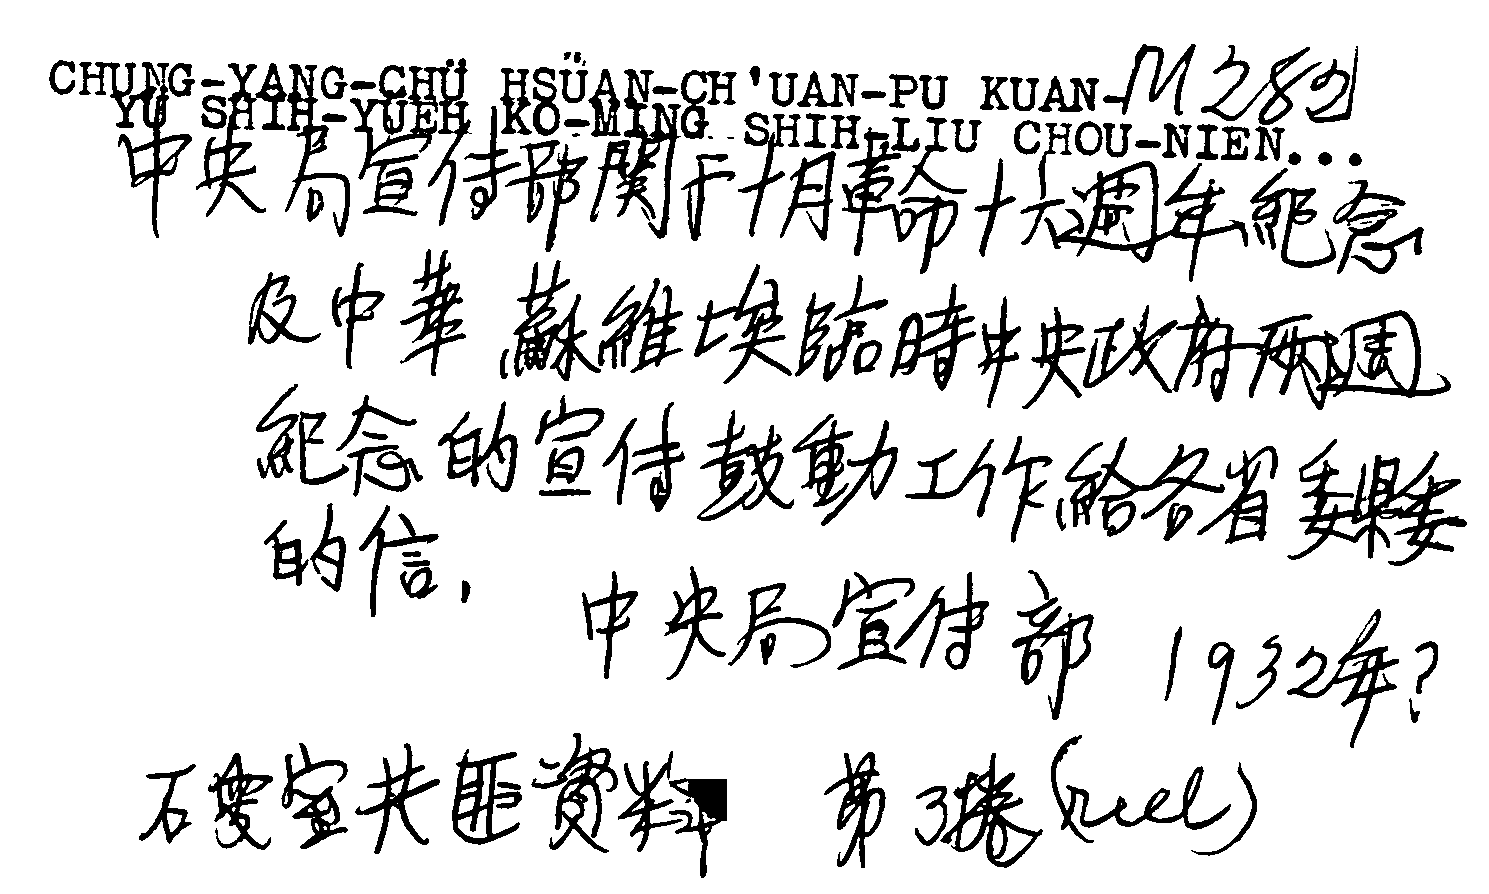 CHUNG-YANG-CHÜ HSÜAN-CH'UAN-PU KUAN- M 282
YÜ SHIH-YÜEH KO-MING SHIH-LIU CHOU-NIEN...
中央局宣傳部關于十月革命十六週年紀念
及中華蘇維埃臨時中央政府兩週
紀念的宣傳鼓動工作給各省委縣委
的信.
中央局宣傳部 1932年?
石叟室共匪資料 第3捲(reel)